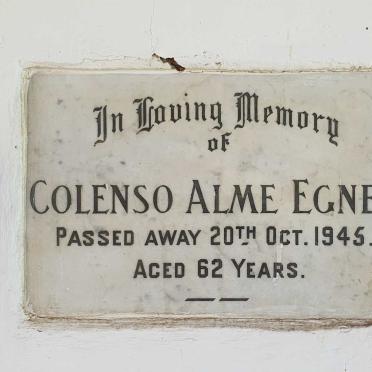 In Loving Memory
of
COLENSO ALME EGNE
PASSED AWAY 20TH OCT. 1945.
AGED 62 YEARS.